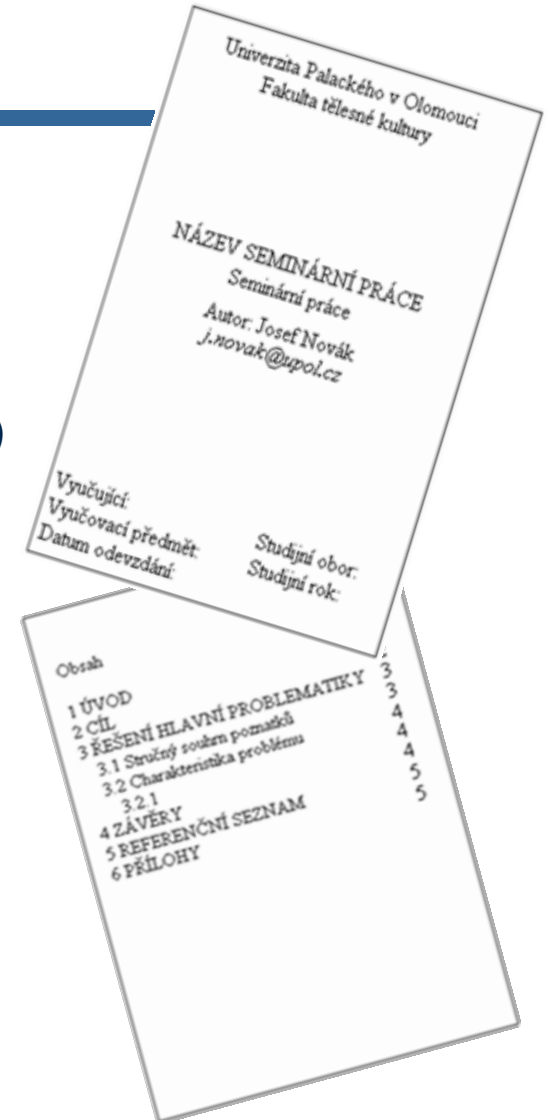 Univerzita Palackého v Olomouci
Fakulta tělesné kultury
NÁZEV SEMINÁRNÍ PRÁCE
Seminární práce
Autor: Josef Novák
j.novak@upol.cz
Vyučující:
Vyučovací předmět:
Datum odevzdání:
Studijní obor:
Studijní rok:
)
Obsah
1 ÚVOD
2 CÍL 3
3 ŘEŠENÍ HLAVNÍ PROBLEMATIKY 3
3.1 Stručný souhrn poznatků 4
3.2 Charakteristika problému 4
3.2.1 4
4 ZÁVĚRY 5
5 REFERENČNÍ SEZNAM 5
6 PŘÍLOHY